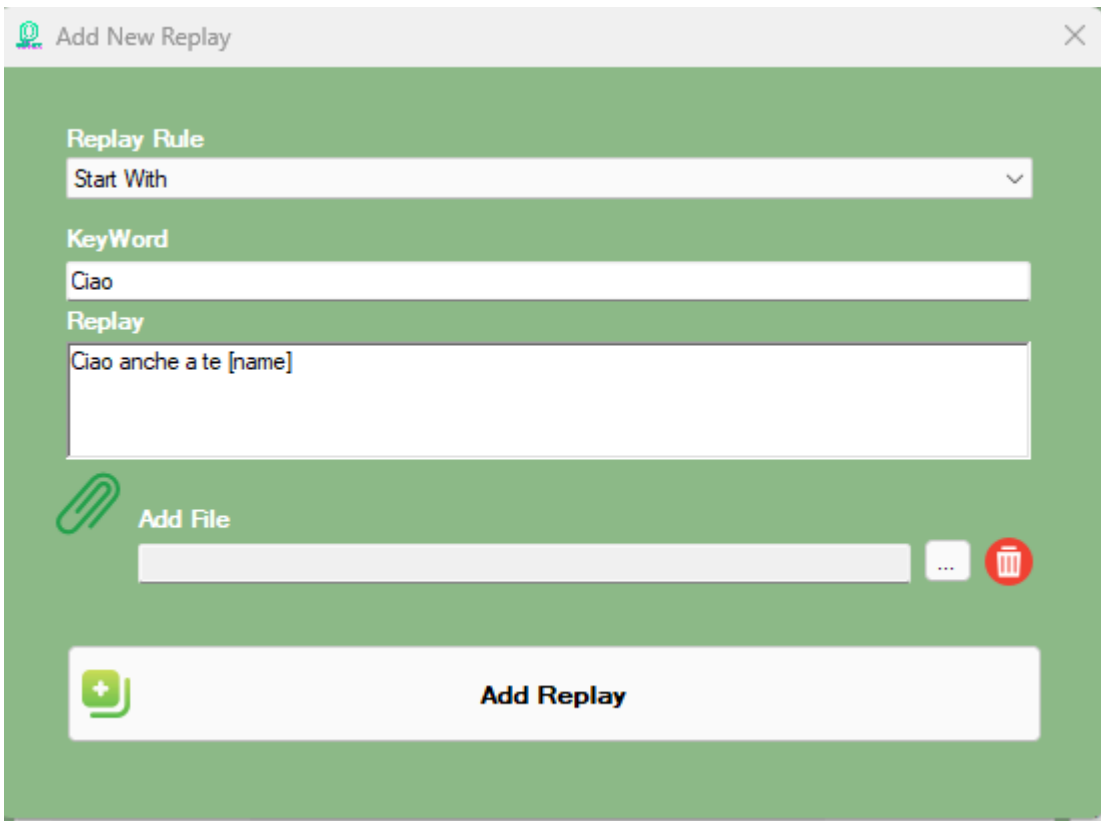 Add New Replay
Replay Rule
Start With
KeyWord
Ciao
Replay
Ciao anche a te [name]
Add File
...
Add Replay